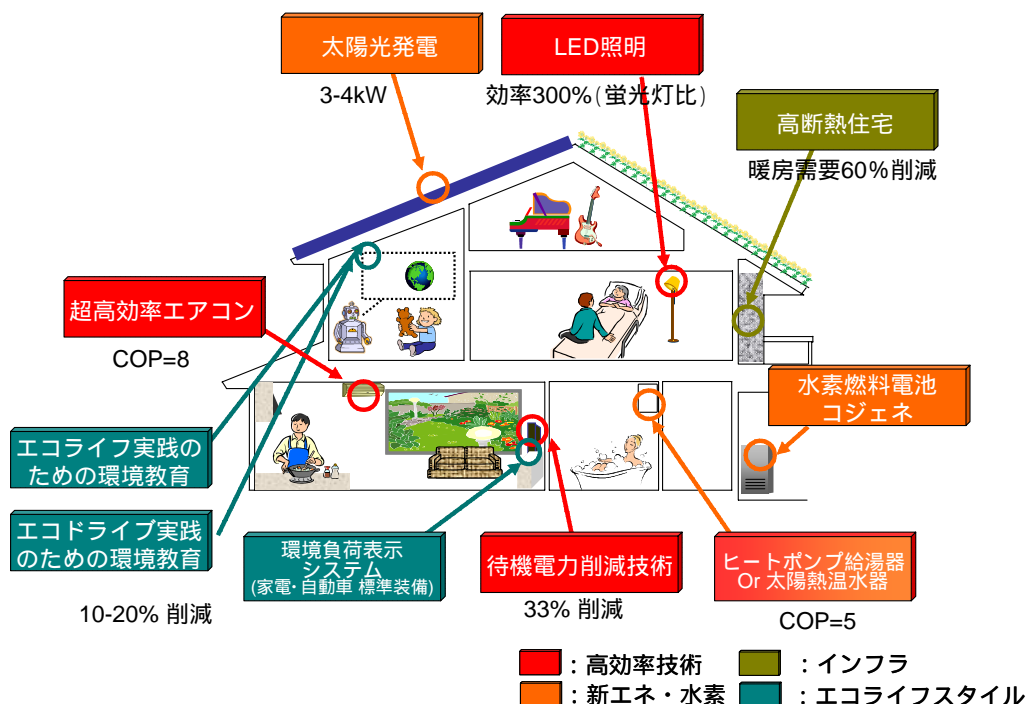 太陽光発電
3-4kW
LED照明
効率300%(蛍光灯比)
高断熱住宅
暖房需要60%削減
超高効率エアコン
COP=8
水素燃料電池
コジェネ
エコライフ実践の
ための環境教育
エコドライブ実践
のための環境教育
10-20% 削減
環境負荷表示
システム
(家電・自動車 標準装備)
待機電力削減技術
33% 削減
ヒートポンプ給湯器
Or 太陽熱温水器
COP=5
：高効率技術
：インフラ
：新エネ・水素
：エコライフスタイル